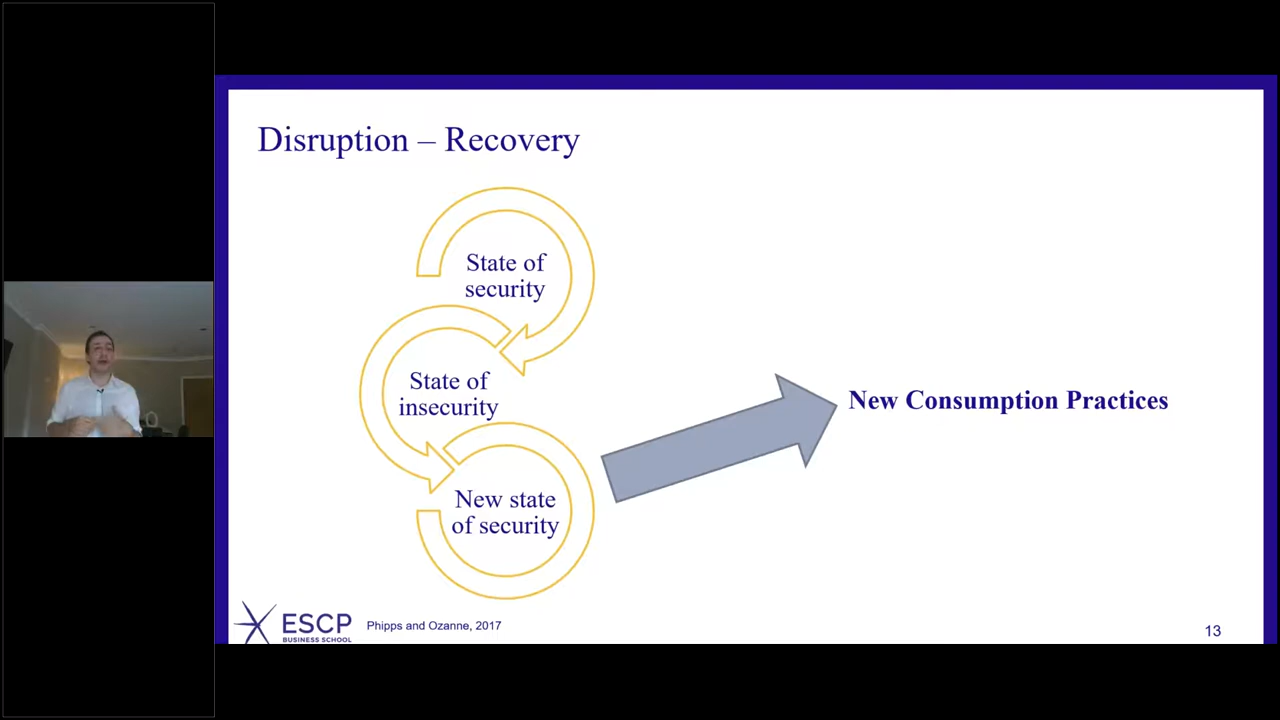 Disruption – Recovery
State of
security
State of
insecurity
New state
of security
New Consumption Practices
ESCP
BUSINESS SCHOOL
Phipps and Ozanne, 2017
13